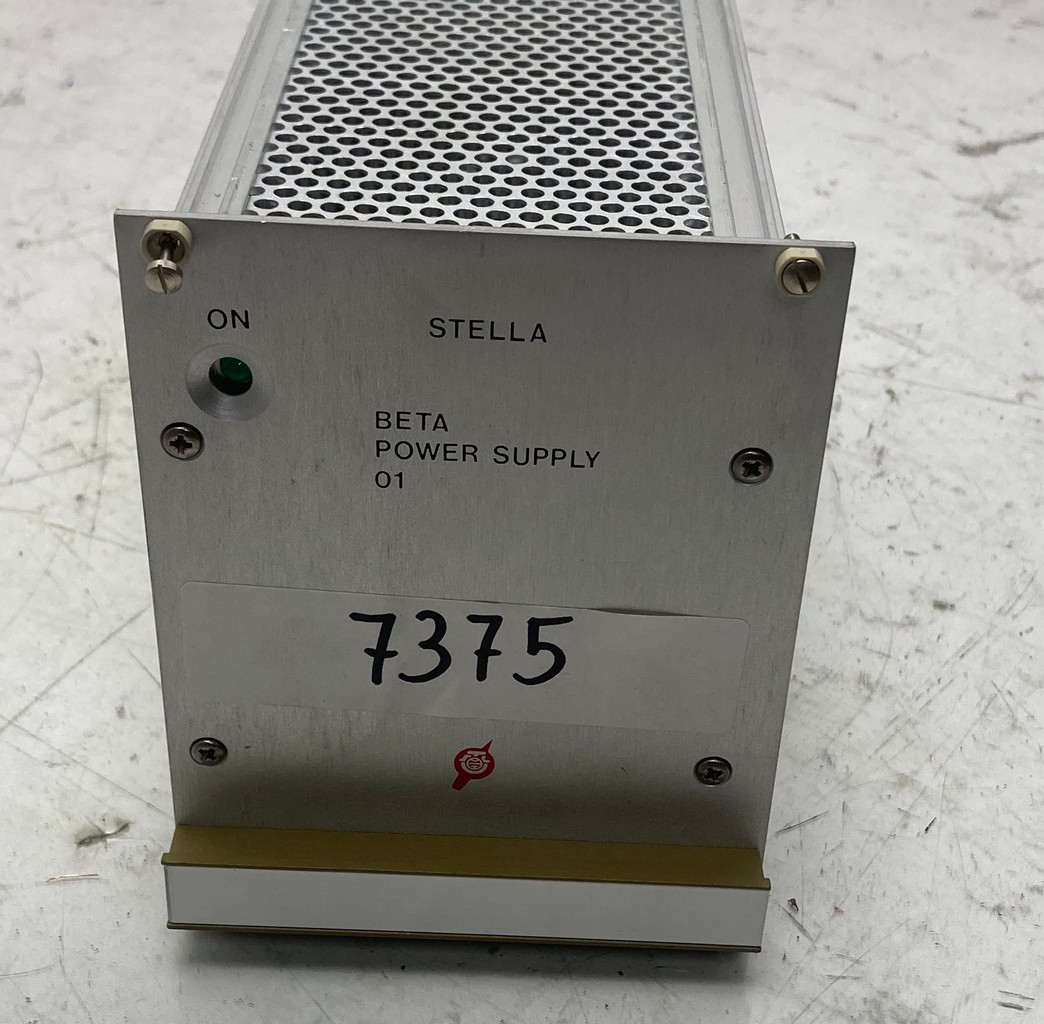 ON
STELLA
BETA
POWER SUPPLY
01
7375